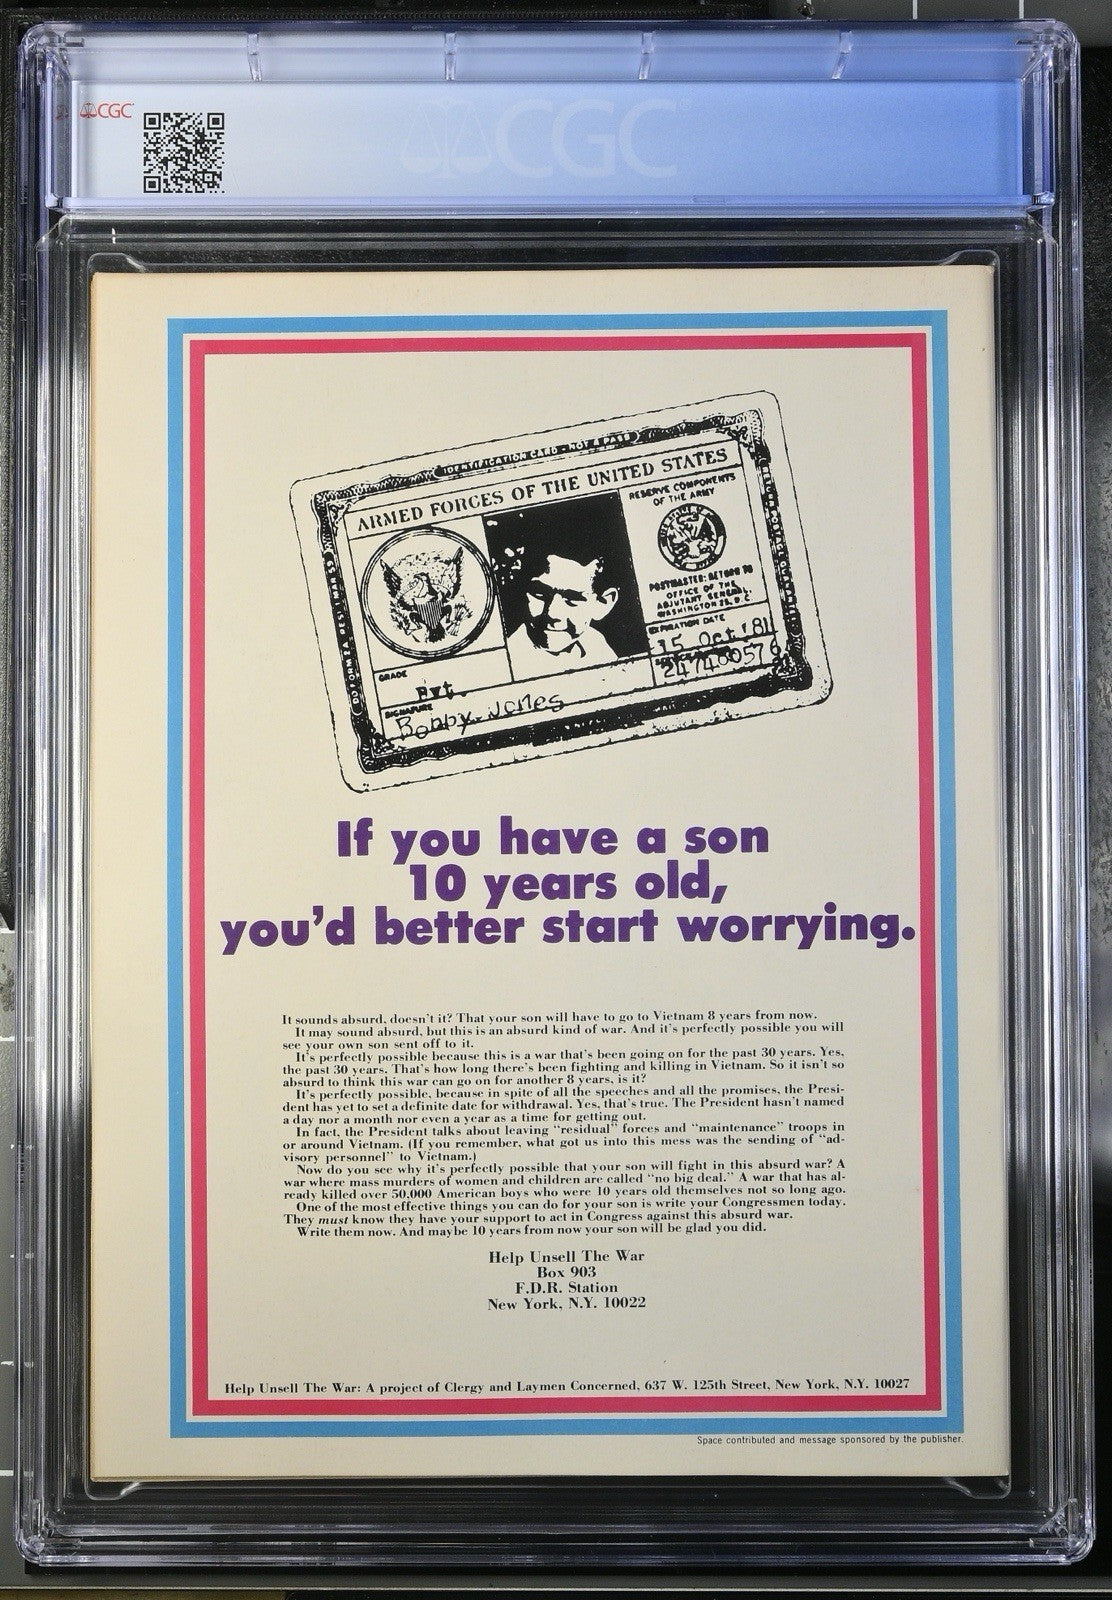 CGC
CGC
IDENTIFICATION CARD - NOT A PASS
ARMED FORCES OF THE UNITED STATES
RESERVE COMPONENTS
OF THE ARMY
POSTMASTER: RETURN TO
OFFICE OF THE
ADJUTANT GENERAL,
WASHINGTON 25, D. C.
EXPIRATION DATE
15 Oct 81
247400576
GRADE
Pvt.
SIGNATURE
Bobby Jones
If you have a son
10 years old,
you'd better start worrying.
It sounds absurd, doesn't it? That your son will have to go to Vietnam 8 years from now.
It may sound absurd, but this is an absurd kind of war. And it's perfectly possible you will
see your own son sent off to it.
It's perfectly possible because this is a war that's been going on for the past 30 years. Yes,
the past 30 years. That's how long there's been fighting and killing in Vietnam. So it isn't so
absurd to think this war can go on for another 8 years, is it?
It's perfectly possible, because in spite of all the speeches and all the promises, the Presi-
dent has yet to set a definite date for withdrawal. Yes, that's true. The President hasn't named
a day nor a month nor even a year as a time for getting out.
In fact, the President talks about leaving "residual" forces and "maintenance" troops in
or around Vietnam. (If you remember, what got us into this mess was the sending of "ad-
visory personnel" to Vietnam.)
Now do you see why it's perfectly possible that your son will fight in this absurd war? A
war where mass murders of women and children are called "no big deal." A war that has al-
ready killed over 50,000 American boys who were 10 years old themselves not so long ago.
One of the most effective things you can do for your son is write your Congressmen today.
They must know they have your support to act in Congress against this absurd war.
Write them now. And maybe 10 years from now your son will be glad you did.
Help Unsell The War
Box 903
F.D.R. Station
New York, N.Y. 10022
Help Unsell The War: A project of Clergy and Laymen Concerned, 637 W. 125th Street, New York, N.Y. 10027
Space contributed and message sponsored by the publisher.